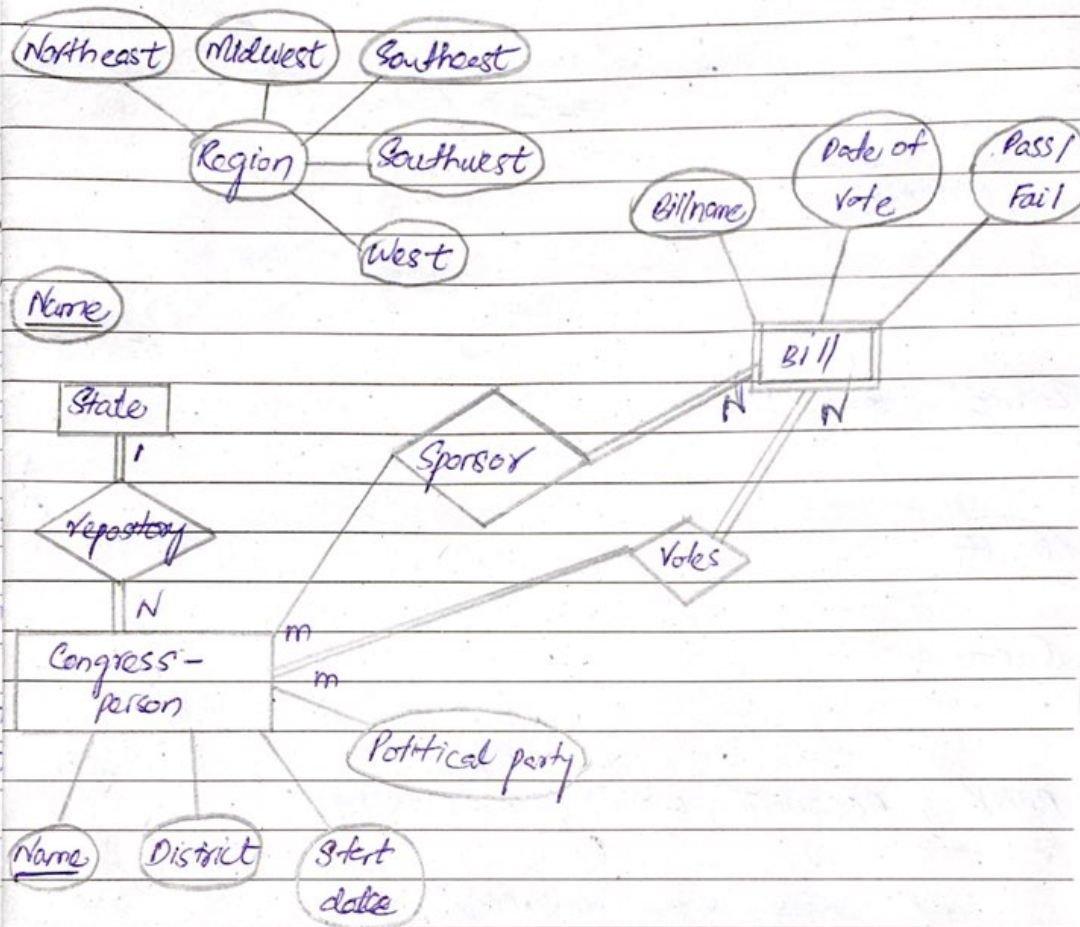 Northeast
Midwest
Southeast
Region
Southwest
West
Billname
Date of
vote
Pass/
Fail
Name
Bill
State
1
N
N
Sponsor
repository
Votes
N
m
Congress-
person
m
Political party
Name
District
Start
date